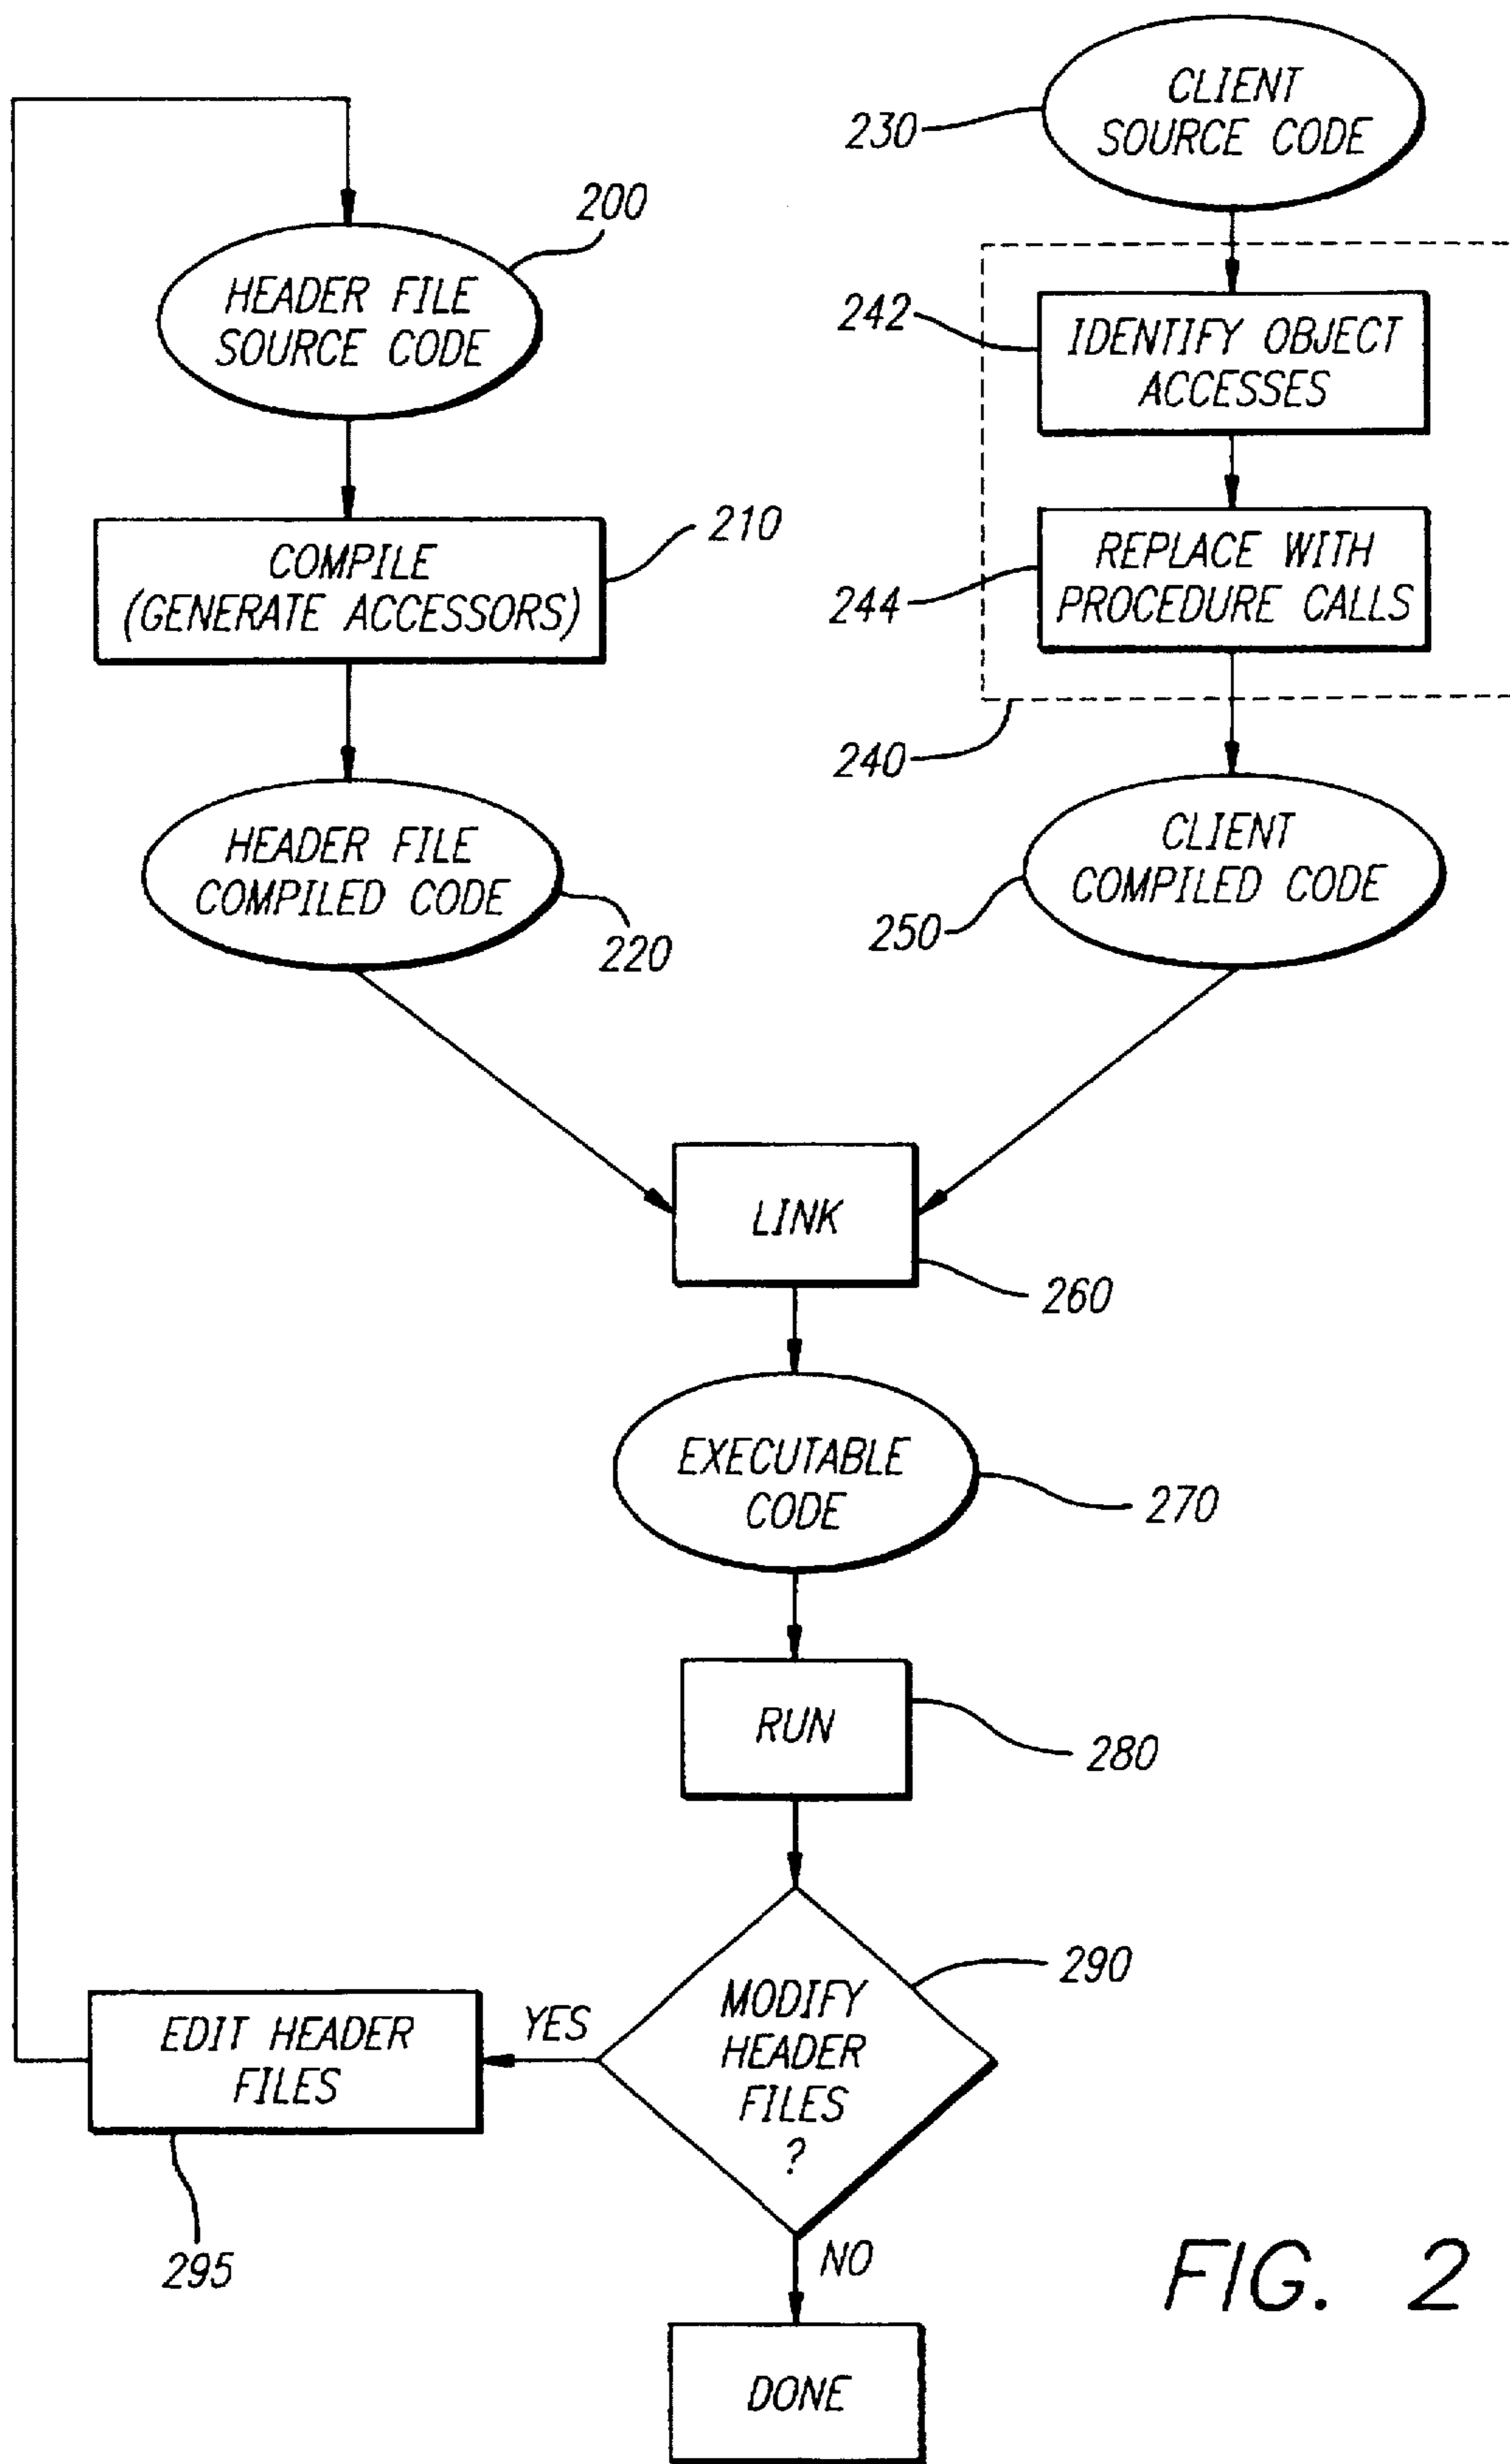 CLIENT
SOURCE CODE
230
200
HEADER FILE
SOURCE CODE
242
IDENTIFY OBJECT
ACCESSES
210
COMPILE
(GENERATE ACCESSORS)
244
REPLACE WITH
PROCEDURE CALLS
240
HEADER FILE
COMPILED CODE
220
CLIENT
COMPILED CODE
250
LINK
260
EXECUTABLE
CODE
270
RUN
280
290
MODIFY
HEADER
FILES
?
YES
EDIT HEADER
FILES
295
NO
FIG. 2
DONE